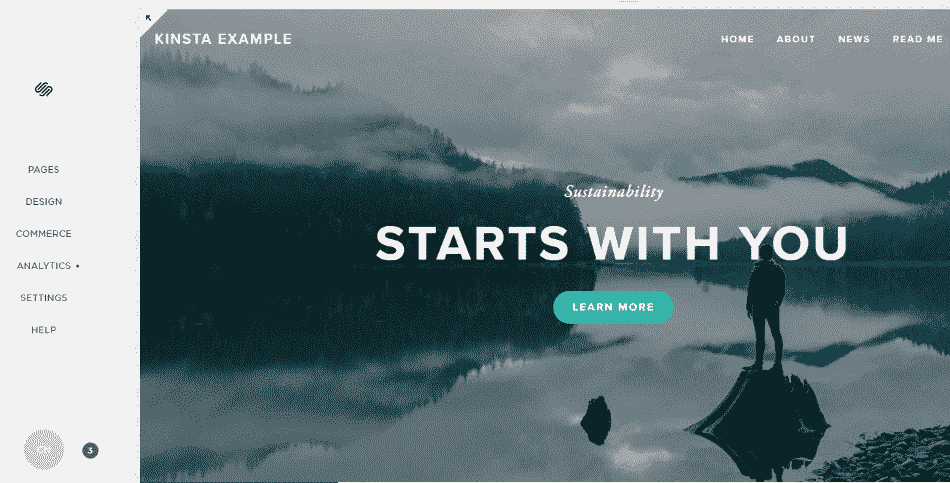 KINSTA EXAMPLE
HOME ABOUT NEWS READ ME
PAGES
DESIGN
COMMERCE
ANALYTICS •
SETTINGS
HELP
3
Sustainability
STARTS WITH YOU
LEARN MORE